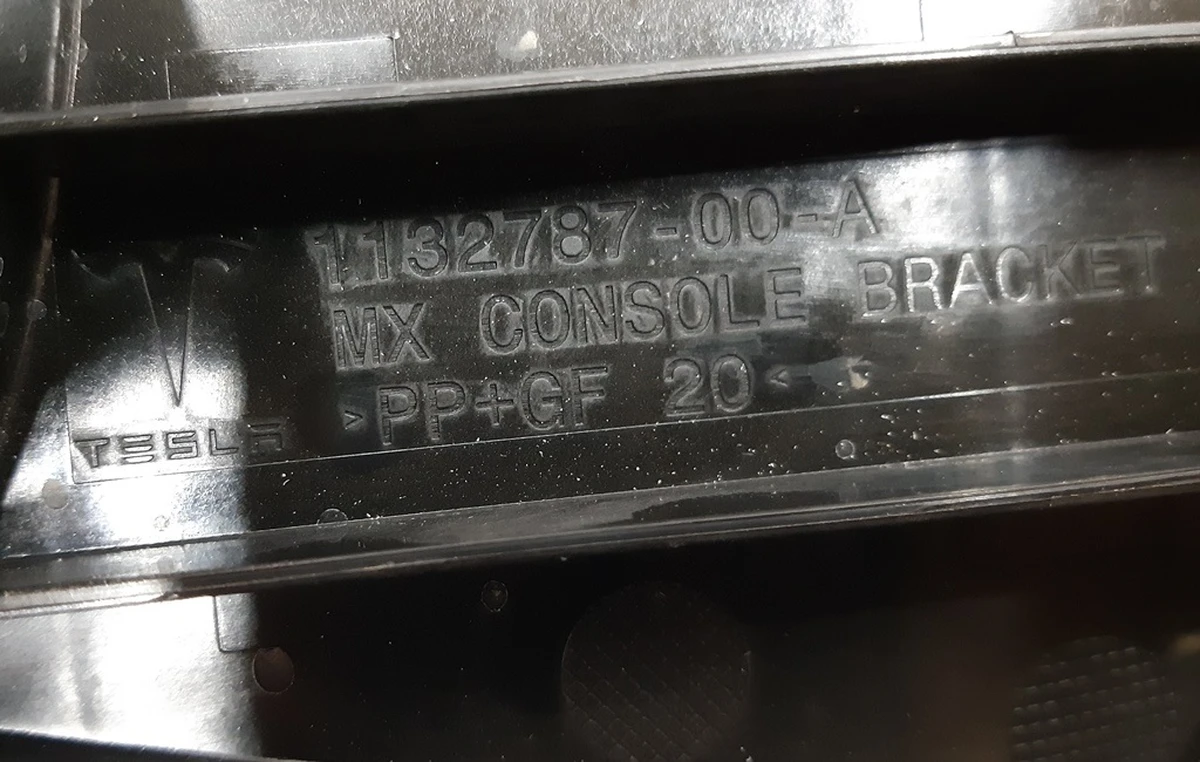 1132787-00-A
MX CONSOLE BRACKET
>PP+GF 20<
TESLA